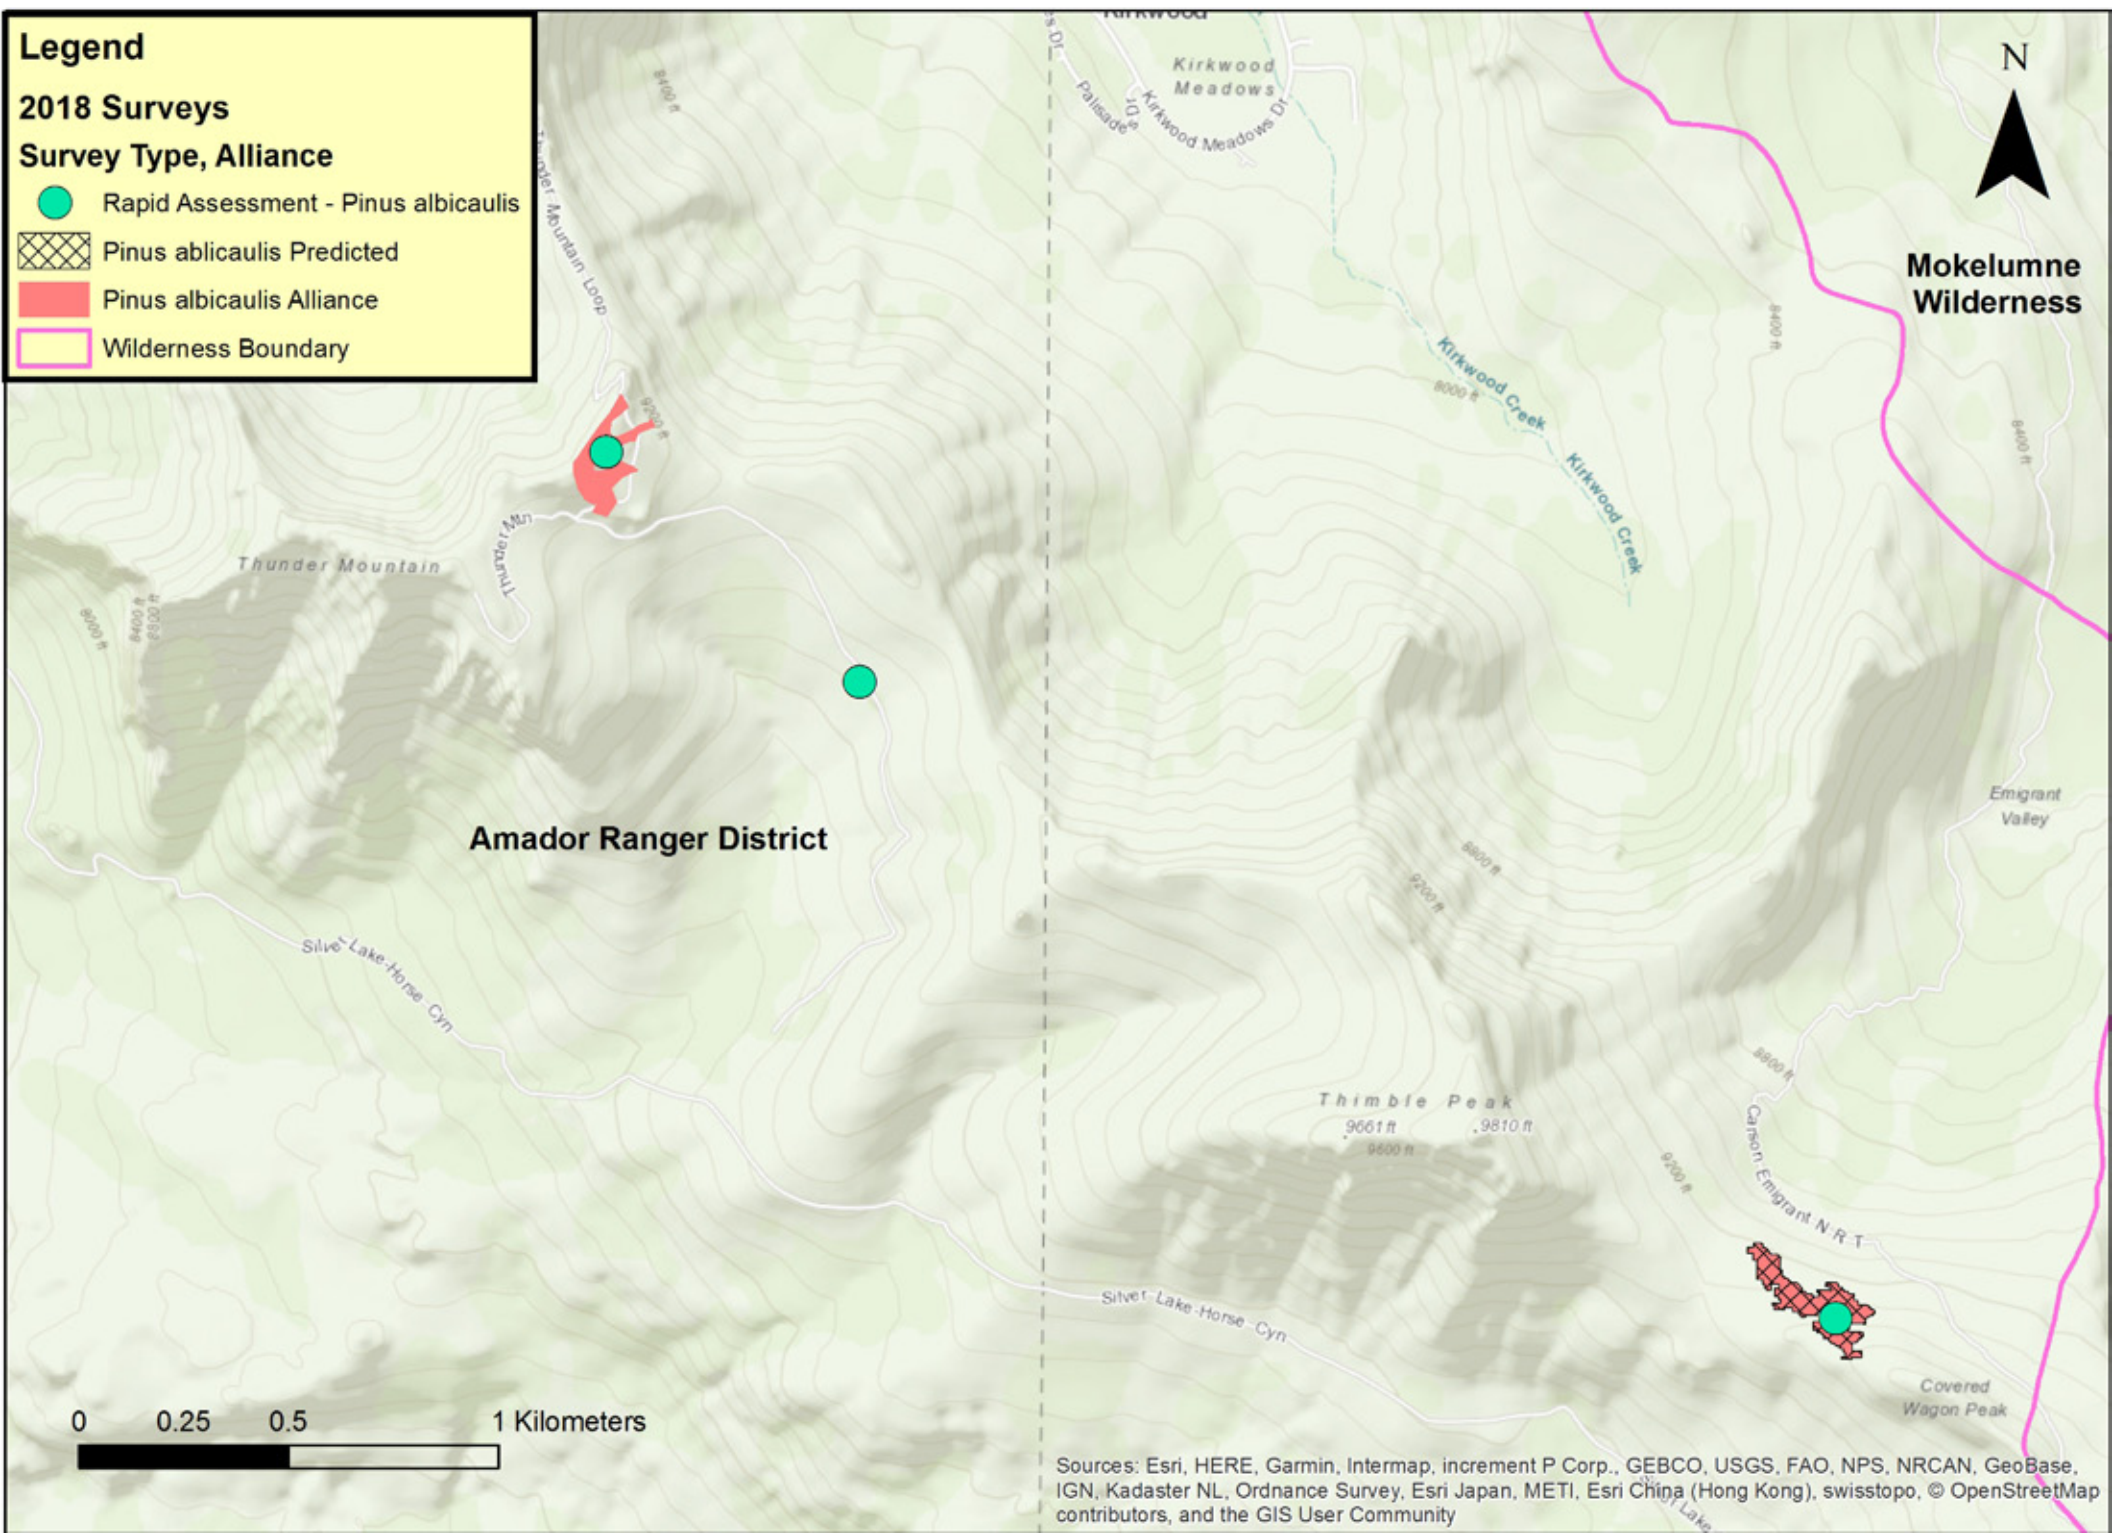 Legend
2018 Surveys
Survey Type, Alliance
Rapid Assessment - Pinus albicaulis
Pinus ablicaulis Predicted
Pinus albicaulis Alliance
Wilderness Boundary
Kirkwood
Kirkwood
Meadows
Palisade
Kirkwood Meadows Dr
N
Mokelumne
Wilderness
8400 ft
Thunder Mountain Loop
8400 ft
Kirkwood Creek
8000 ft
9200 ft
8400 ft
Kirkwood Creek
Thunder Mtn
Thunder Mountain
8000 ft
8400 ft
8800 ft
Emigrant
Valley
Amador Ranger District
8800 ft
9200 ft
Silver Lake-Horse Cyn
8800 ft
Thimble Peak
9661 ft
9810 ft
9600 ft
Carson Emigrant N R T
9200 ft
Silver Lake-Horse Cyn
Covered
Wagon Peak
0 0.25 0.5 1 Kilometers
Sources: Esri, HERE, Garmin, Intermap, increment P Corp., GEBCO, USGS, FAO, NPS, NRCAN, GeoBase,
IGN, Kadaster NL, Ordnance Survey, Esri Japan, METI, Esri China (Hong Kong), swisstopo, © OpenStreetMap
contributors, and the GIS User Community